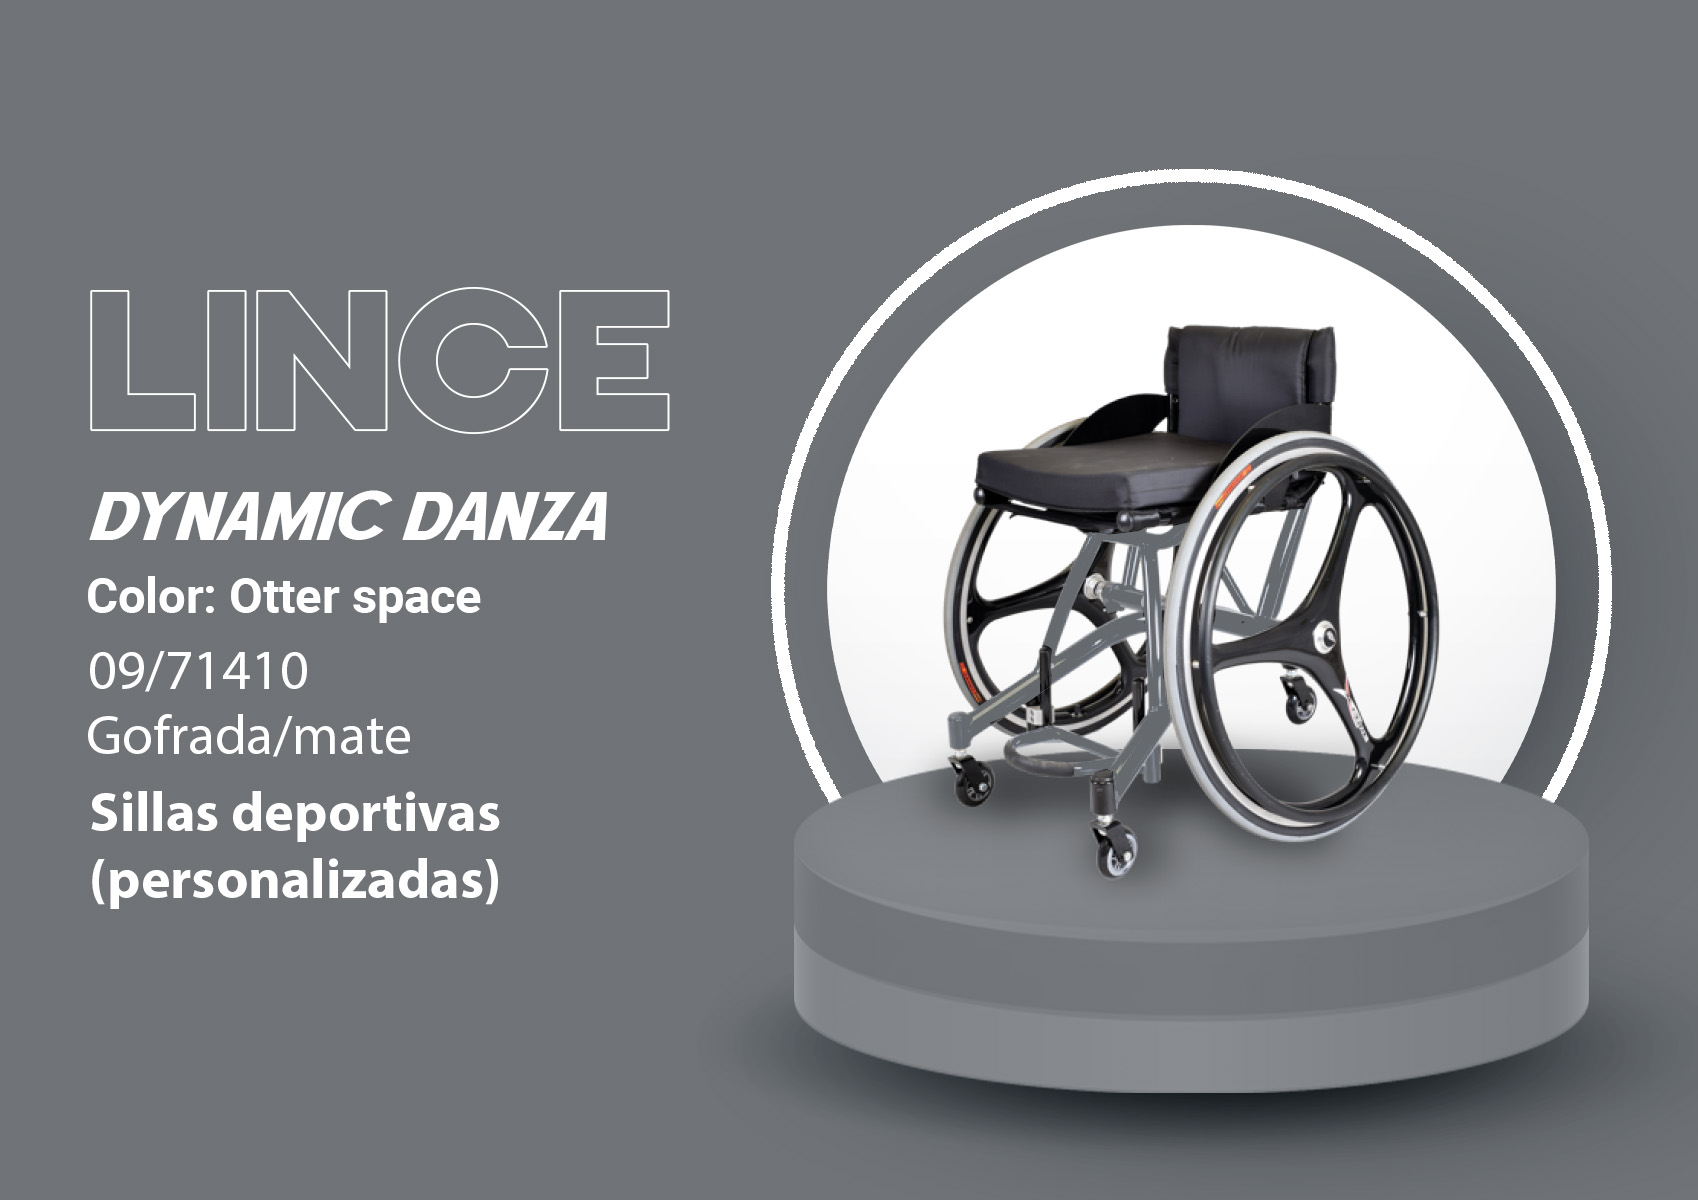 LINCE
DYNAMIC DANZA
Color: Otter space
09/71410
Gofrada/mate
Sillas deportivas
(personalizadas)